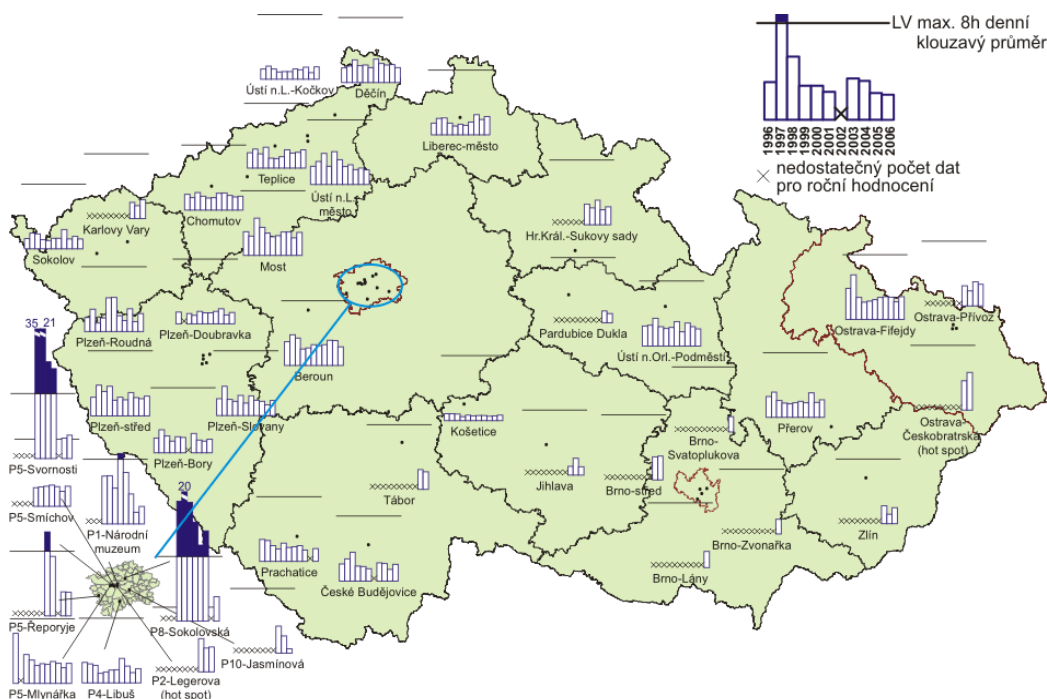 LV max. 8h denní
klouzavý průměr
1996
1997
1998
1999
2000
2001
2002
2003
2004
2005
2006
nedostatečný počet dat
pro roční hodnocení
Ústí n.L.-Kočkov
Děčín
Liberec-město
Teplice
Ústí n.L.-
město
Chomutov
Karlovy Vary
Sokolov
Most
Hr.Král.-Sukovy sady
Plzeň-Roudná
Plzeň-Doubravka
Beroun
Pardubice Dukla
Ústí n.Orl.-Podměstí
Ostrava-Fifejdy
Ostrava-Přívoz
35 21
Plzeň-střed
Plzeň-Slovany
Plzeň-Bory
Košetice
Brno-
Svatoplukova
Přerov
Ostrava-
Českobratrska
(hot spot)
P5-Svornosti
Tábor
Jihlava
Brno-střed
20
P5-Smíchov
P1-Národní
muzeum
Brno-Zvonařka
Zlín
Prachatice
České Budějovice
Brno-Lány
P5-Řeporyje
P8-Sokolovská
P10-Jasmínová
P5-Mlynářka
P4-Libuš
P2-Legerova
(hot spot)